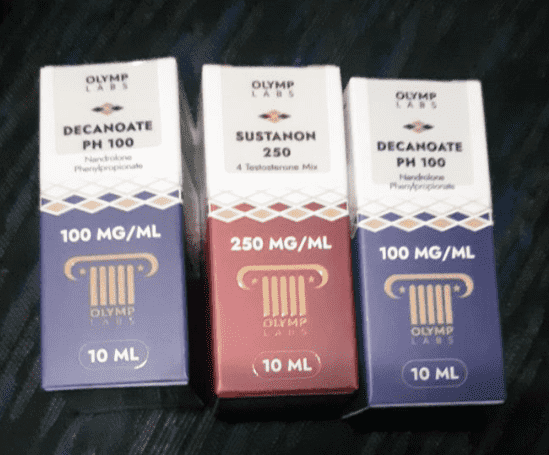 OLYMP
LABS
DECANOATE
PH 100
Nandrolone
Phenylpropionate
100 MG/ML
OLYMP
LABS
10 ML
OLYMP
LABS
SUSTANON
250
4 Testosterone Mix
250 MG/ML
OLYMP
LABS
10 ML
OLYMP
LABS
DECANOATE
PH 100
Nandrolone
Phenylpropionate
100 MG/ML
OLYMP
LABS
10 ML